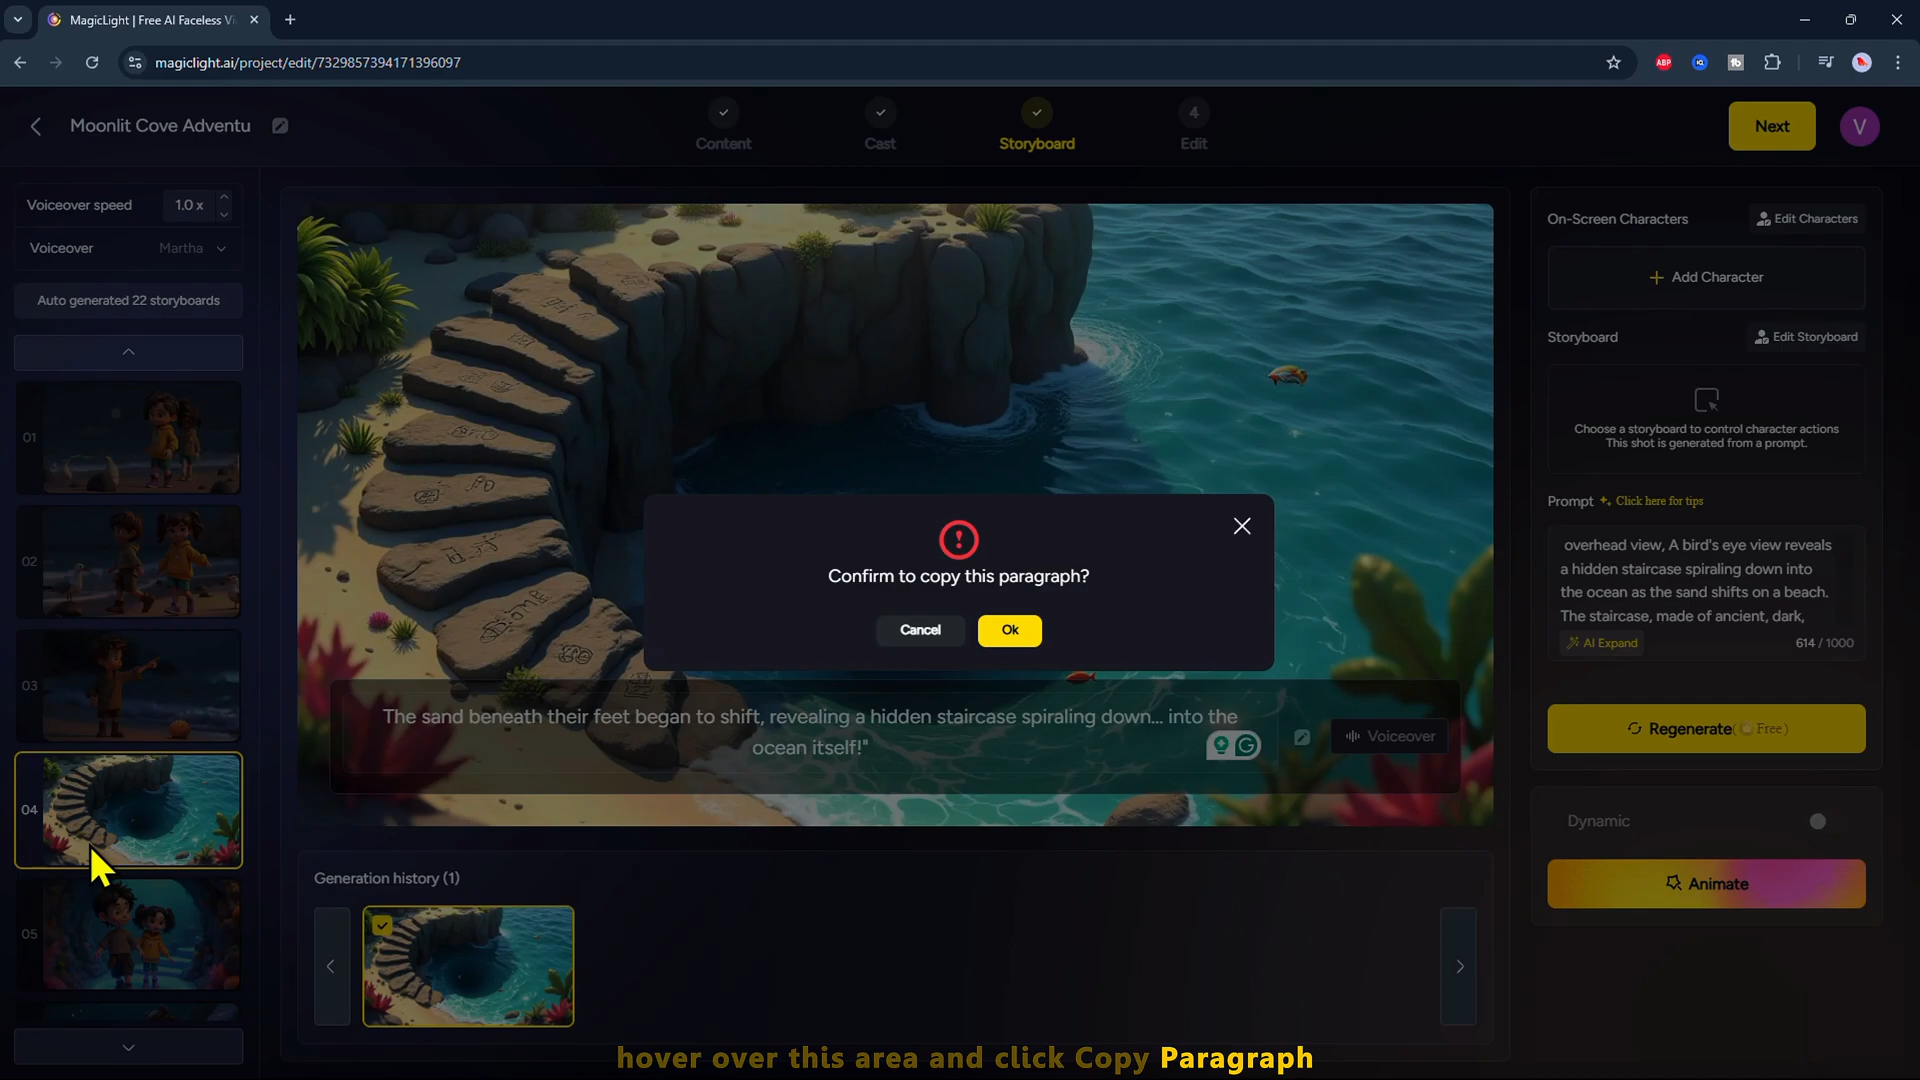 MagicLight | Free AI Faceless Vi
magiclight.ai/project/edit/7329857394171396097
ABP
Moonlit Cove Adventu
Content
Cast
Storyboard
4
Edit
Next
V
Voiceover speed
1.0 x
Voiceover
Martha
Auto generated 22 storyboards
01
02
03
04
05
Confirm to copy this paragraph?
Cancel
Ok
The sand beneath their feet began to shift, revealing a hidden staircase spiraling down... into the
ocean itself!"
Voiceover
Generation history (1)
On-Screen Characters
Edit Characters
Add Character
Storyboard
Edit Storyboard
Choose a storyboard to control character actions
This shot is generated from a prompt.
Prompt
Click here for tips
overhead view, A bird's eye view reveals
a hidden staircase spiraling down into
the ocean as the sand shifts on a beach.
The staircase, made of ancient, dark,
AI Expand
614 / 1000
Regenerate( Free )
Dynamic
Animate
hover over this area and click Copy Paragraph